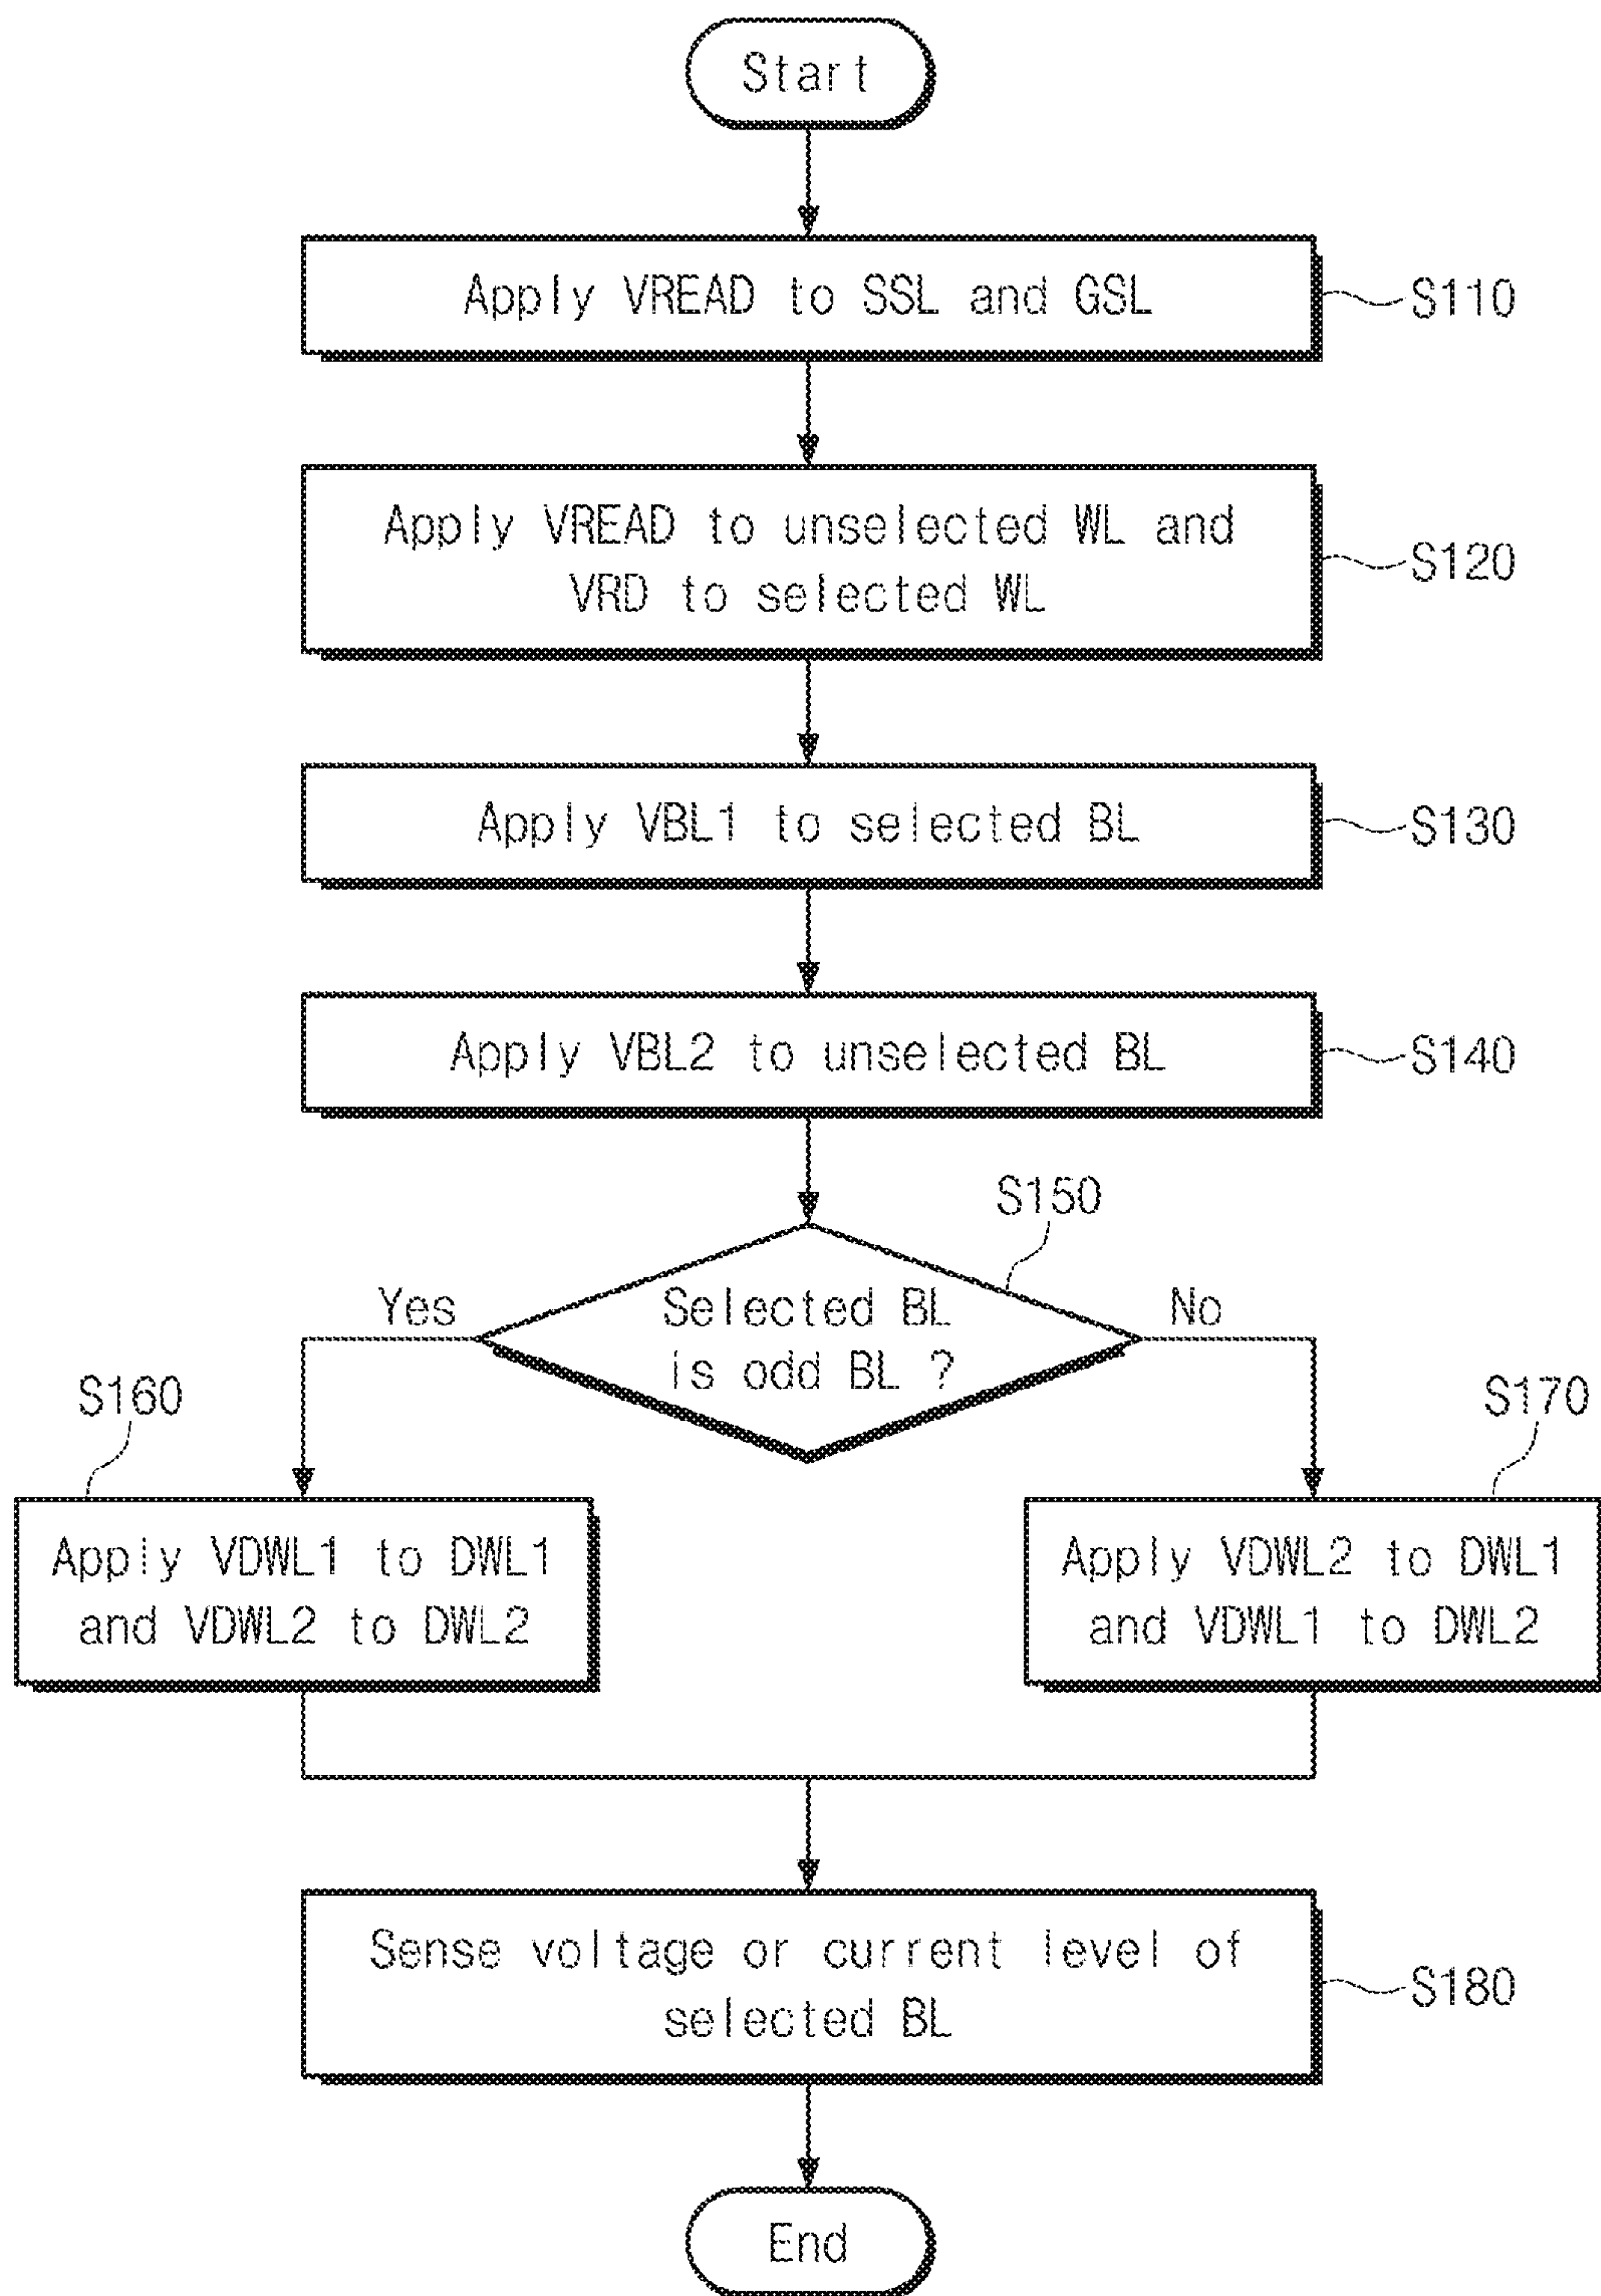 Start
Apply VREAD to SSL and GSL
S110
Apply VREAD to unselected WL and
VRD to selected WL
S120
Apply VBL1 to selected BL
S130
Apply VBL2 to unselected BL
S140
S150
Yes
Selected BL
is odd BL ?
No
S160
S170
Apply VDWL1 to DWL1
and VDWL2 to DWL2
Apply VDWL2 to DWL1
and VDWL1 to DWL2
Sense voltage or current level of
selected BL
S180
End